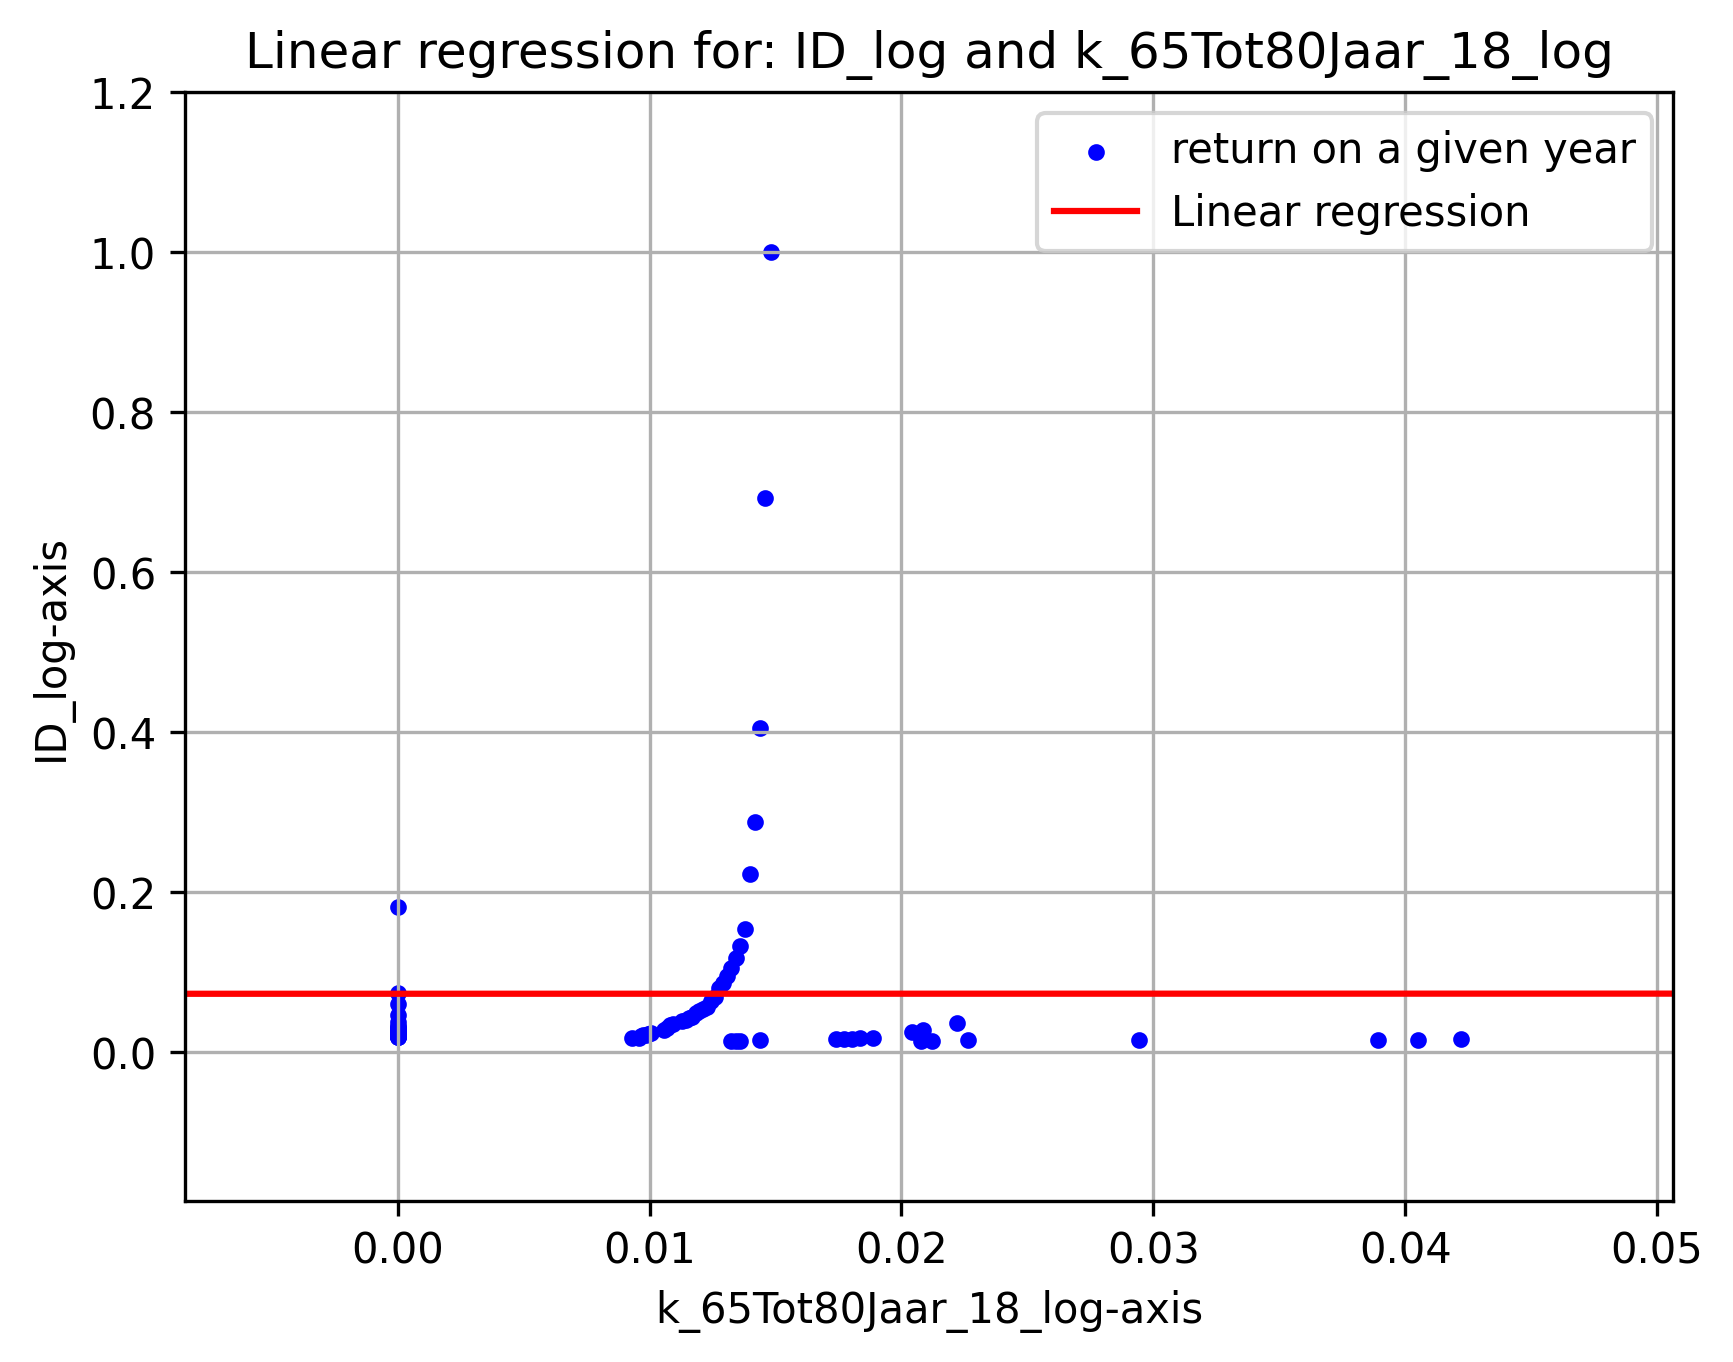 Linear regression for: ID_log and k_65Tot80Jaar_18_log
1.2
1.0
0.8
0.6
0.4
0.2
0.0
ID_log-axis
return on a given year
Linear regression
0.00 0.01 0.02 0.03 0.04 0.05
k_65Tot80Jaar_18_log-axis